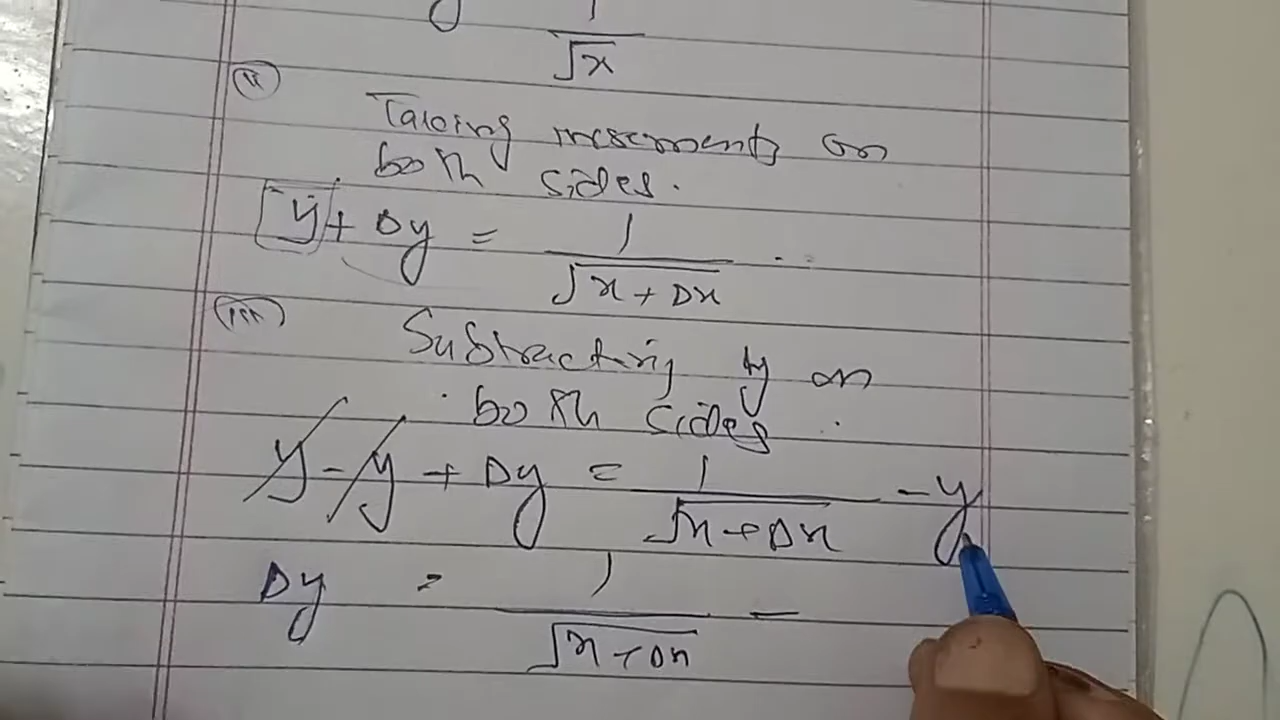 y 1
√x
(ii)
Taking increments on
both sides.
y + Δy = 1
√x + Δx
(iii)
Subtracting y on
both sides
y - y + Δy = 1 - y
√x + Δx
Δy = 1 -
√x + Δx